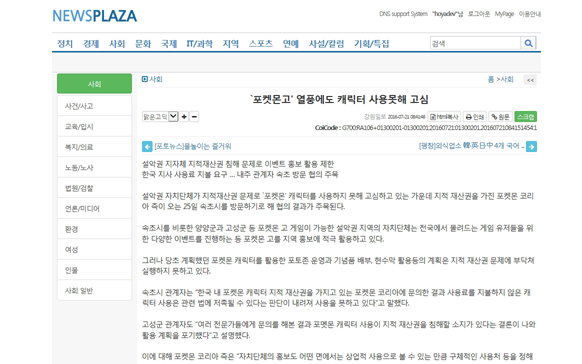 NEWSPLAZA
DNS support System "hoyadev"님 로그아웃 MyPage 이용안내
정치 경제 사회 문화 국제 IT/과학 지역 스포츠 연예 사설/칼럼 기획/특집
검색
사회
사건/사고
교육/입시
복지/의료
노동/노사
법원/검찰
언론/미디어
환경
여성
인물
사회 일반
사회
홈 >사회 <<
`포켓몬고' 열풍에도 캐릭터 사용못해 고심
맑은고딕
강원일보 2016-07-21 08:41:46 html복사 인쇄 원문 스크랩
CoiCode : G700:RA106+01300201-01300201,20160721:01300201.20160721084151454:1
[포토뉴스]물놀이는 즐거워
[평창]외식업소 韓英日中4개 국어 ..
설악권 지자체 지적재산권 침해 문제로 이벤트 홍보 활용 제한
한국 지사 사용료 지불 요구 … 내주 관계자 속초 방문 협의 주목
설악권 자치단체가 지적재산권 문제로 `포켓몬' 캐릭터를 사용하지 못해 고심하고 있는 가운데 지적 재산권을 가진 포켓몬 코리
아 측이 오는 25일 속초시를 방문하기로 해 협의 결과가 주목된다.
속초시를 비롯한 양양군과 고성군 등 포켓몬 고 게임이 가능한 설악권 지역의 자치단체는 전국에서 몰려드는 게임 유저들을 위
한 다양한 이벤트를 진행하는 등 포켓몬 고를 지역 홍보에 적극 활용하고 있다.
그러나 당초 계획했던 포켓몬 캐릭터를 활용한 포토존 운영과 기념품 배부, 현수막 활용등의 계획은 지적 재산권 문제에 부딪쳐
실행하지 못하고 있다.
속초시 관계자는 “한국 내 포켓몬 캐릭터 지적 재산권을 가지고 있는 포켓몬 코리아에 문의한 결과 사용료를 지불하지 않은 캐
릭터 사용은 관련 법에 저촉될 수 있다는 판단이 내려져 사용을 못하고 있다”고 말했다.
고성군 관계자도 “여러 전문가들에게 문의를 해본 결과 포켓몬 캐릭터 사용이 지적 재산권을 침해할 소지가 있다는 결론이 나와
활용 계획을 포기했다”고 설명했다.
이에 대해 포켓몬 코리아 측은 “자치단체의 홍보도 어떤 면에서는 상업적 사용으로 볼 수 있는 만큼 구체적인 사용처 등을 정해